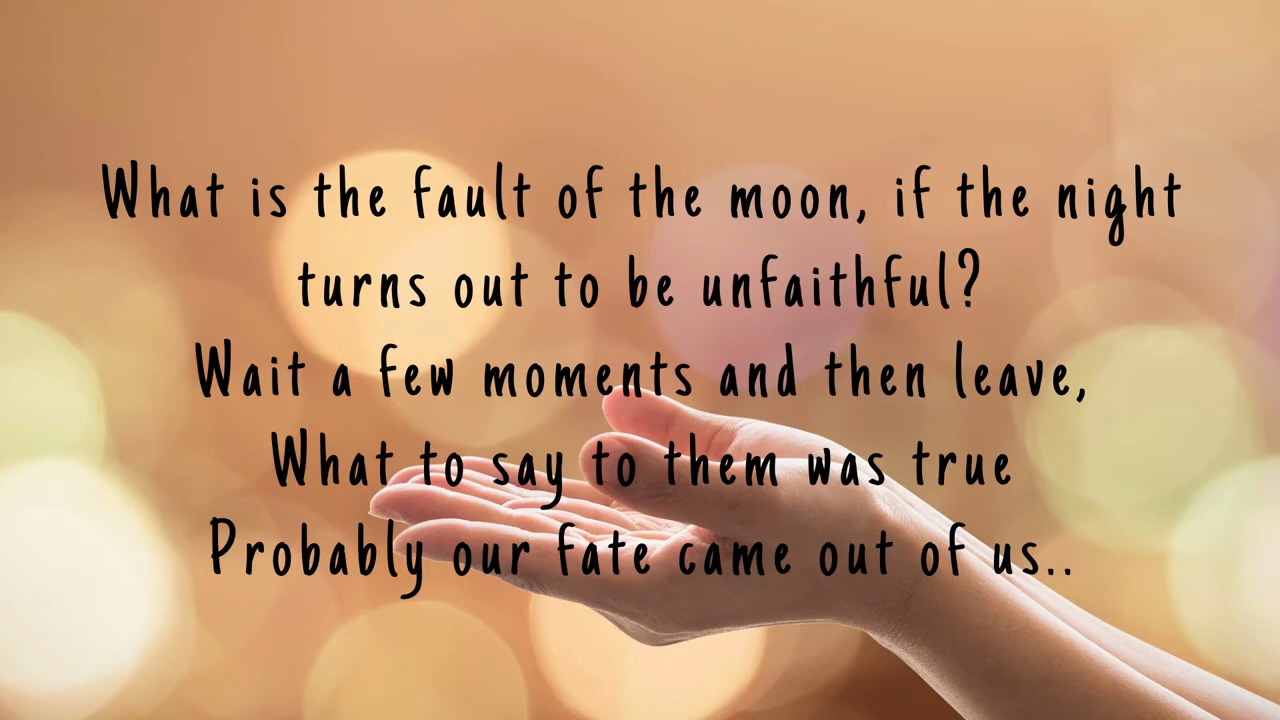 What is the fault of the moon, if the night
turns out to be unfaithful?
Wait a few moments and then leave,
What to say to them was true
Probably our fate came out of us..